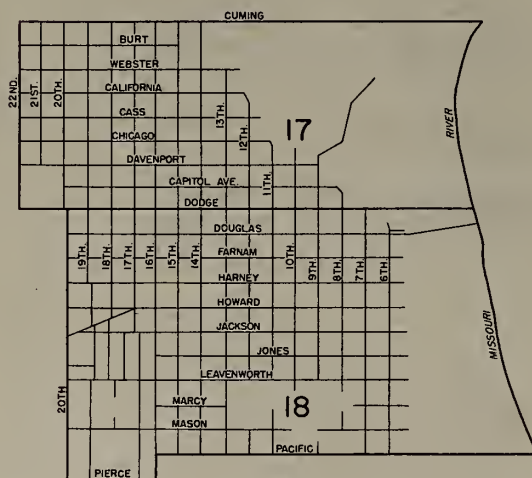 CUMING
BURT
WEBSTER
CALIFORNIA
CASS
CHICAGO
DAVENPORT
CAPITOL AVE.
DODGE
22ND.
21ST.
20TH.
13TH.
12TH.
11TH.
17
RIVER
DOUGLAS
FARNAM
HARNEY
HOWARD
JACKSON
JONES
LEAVENWORTH
MARCY
MASON
PACIFIC
PIERCE
19TH.
18TH.
17TH.
16TH.
15TH.
14TH.
10TH.
9TH.
8TH.
7TH.
6TH.
MISSOURI
20TH
18